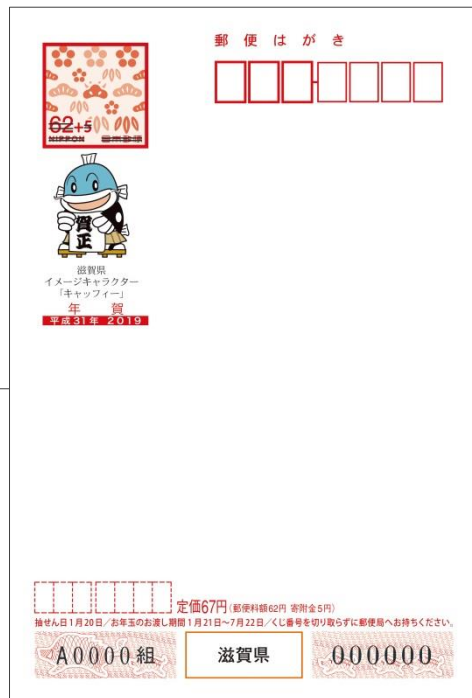 郵便はがき
62+5
NIPPON 日本郵便
賀正
滋賀県
イメージキャラクター
「キャッフィー」
年 賀
平成31年 2019
定価67円(郵便料額62円 寄附金5円)
抽せん日1月20日/お年玉のお渡し期間1月21日~7月22日/くじ番号を切り取らずに郵便局へお持ちください。
A0000組 滋賀県 000000